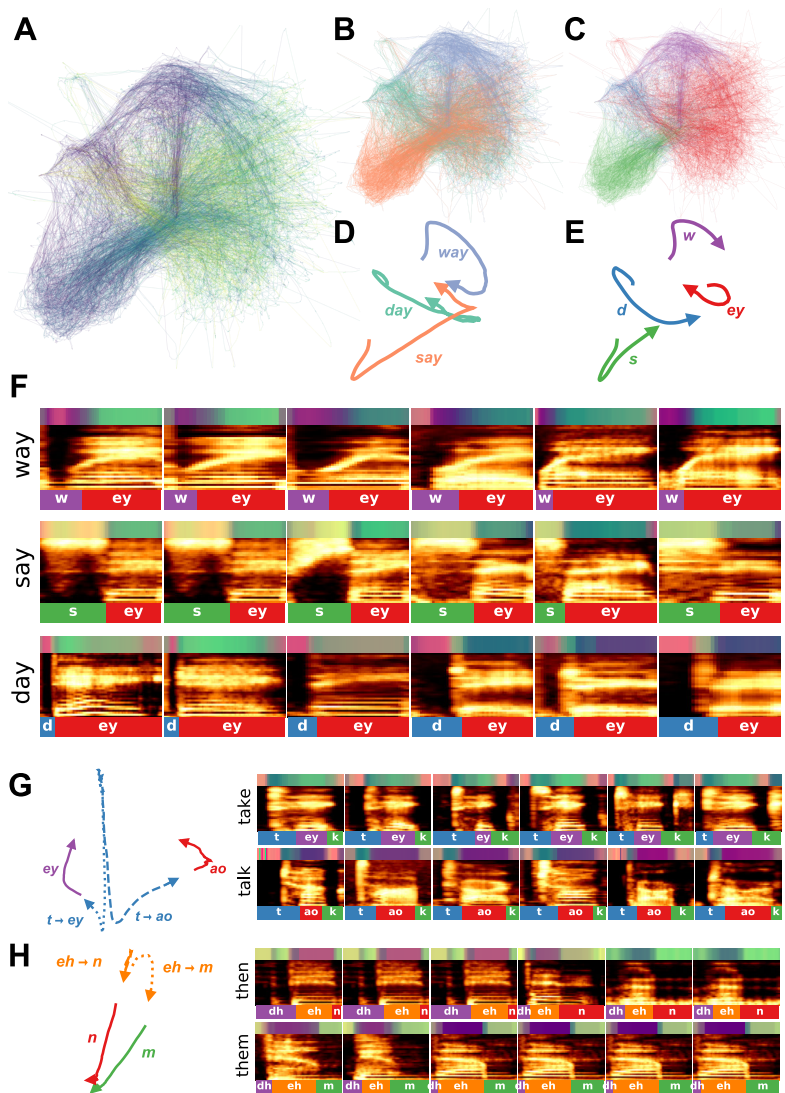 A
B
C
D
way
day
say
E
w
d
ey
s
F
way
w ey w ey w ey w ey w ey w ey
say
s ey s ey s ey s ey s ey s ey
day
d ey d ey d ey d ey d ey d ey
G
ey
ao
t→ey
t→ao
take
t ey k t ey k t ey k t ey k t ey k t ey k
talk
t ao k t ao k t ao k t ao k t ao k t ao k
H
eh→n
eh→m
n
m
then
dh eh n dh eh n dh eh n dh eh n dh eh n dh eh n
them
dh eh m dh eh m dh eh m dh eh m dh eh m dh eh m